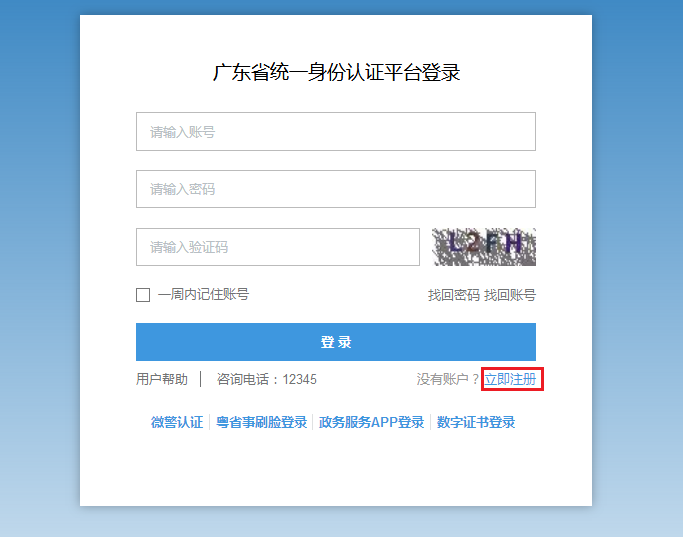 广东省统一身份认证平台登录
请输入账号
请输入密码
请输入验证码 L2FH
一周内记住账号 找回密码 找回账号
登 录
用户帮助 │ 咨询电话：12345 没有账户？立即注册
微警认证 │ 粤省事刷脸登录 │ 政务服务APP登录 │ 数字证书登录